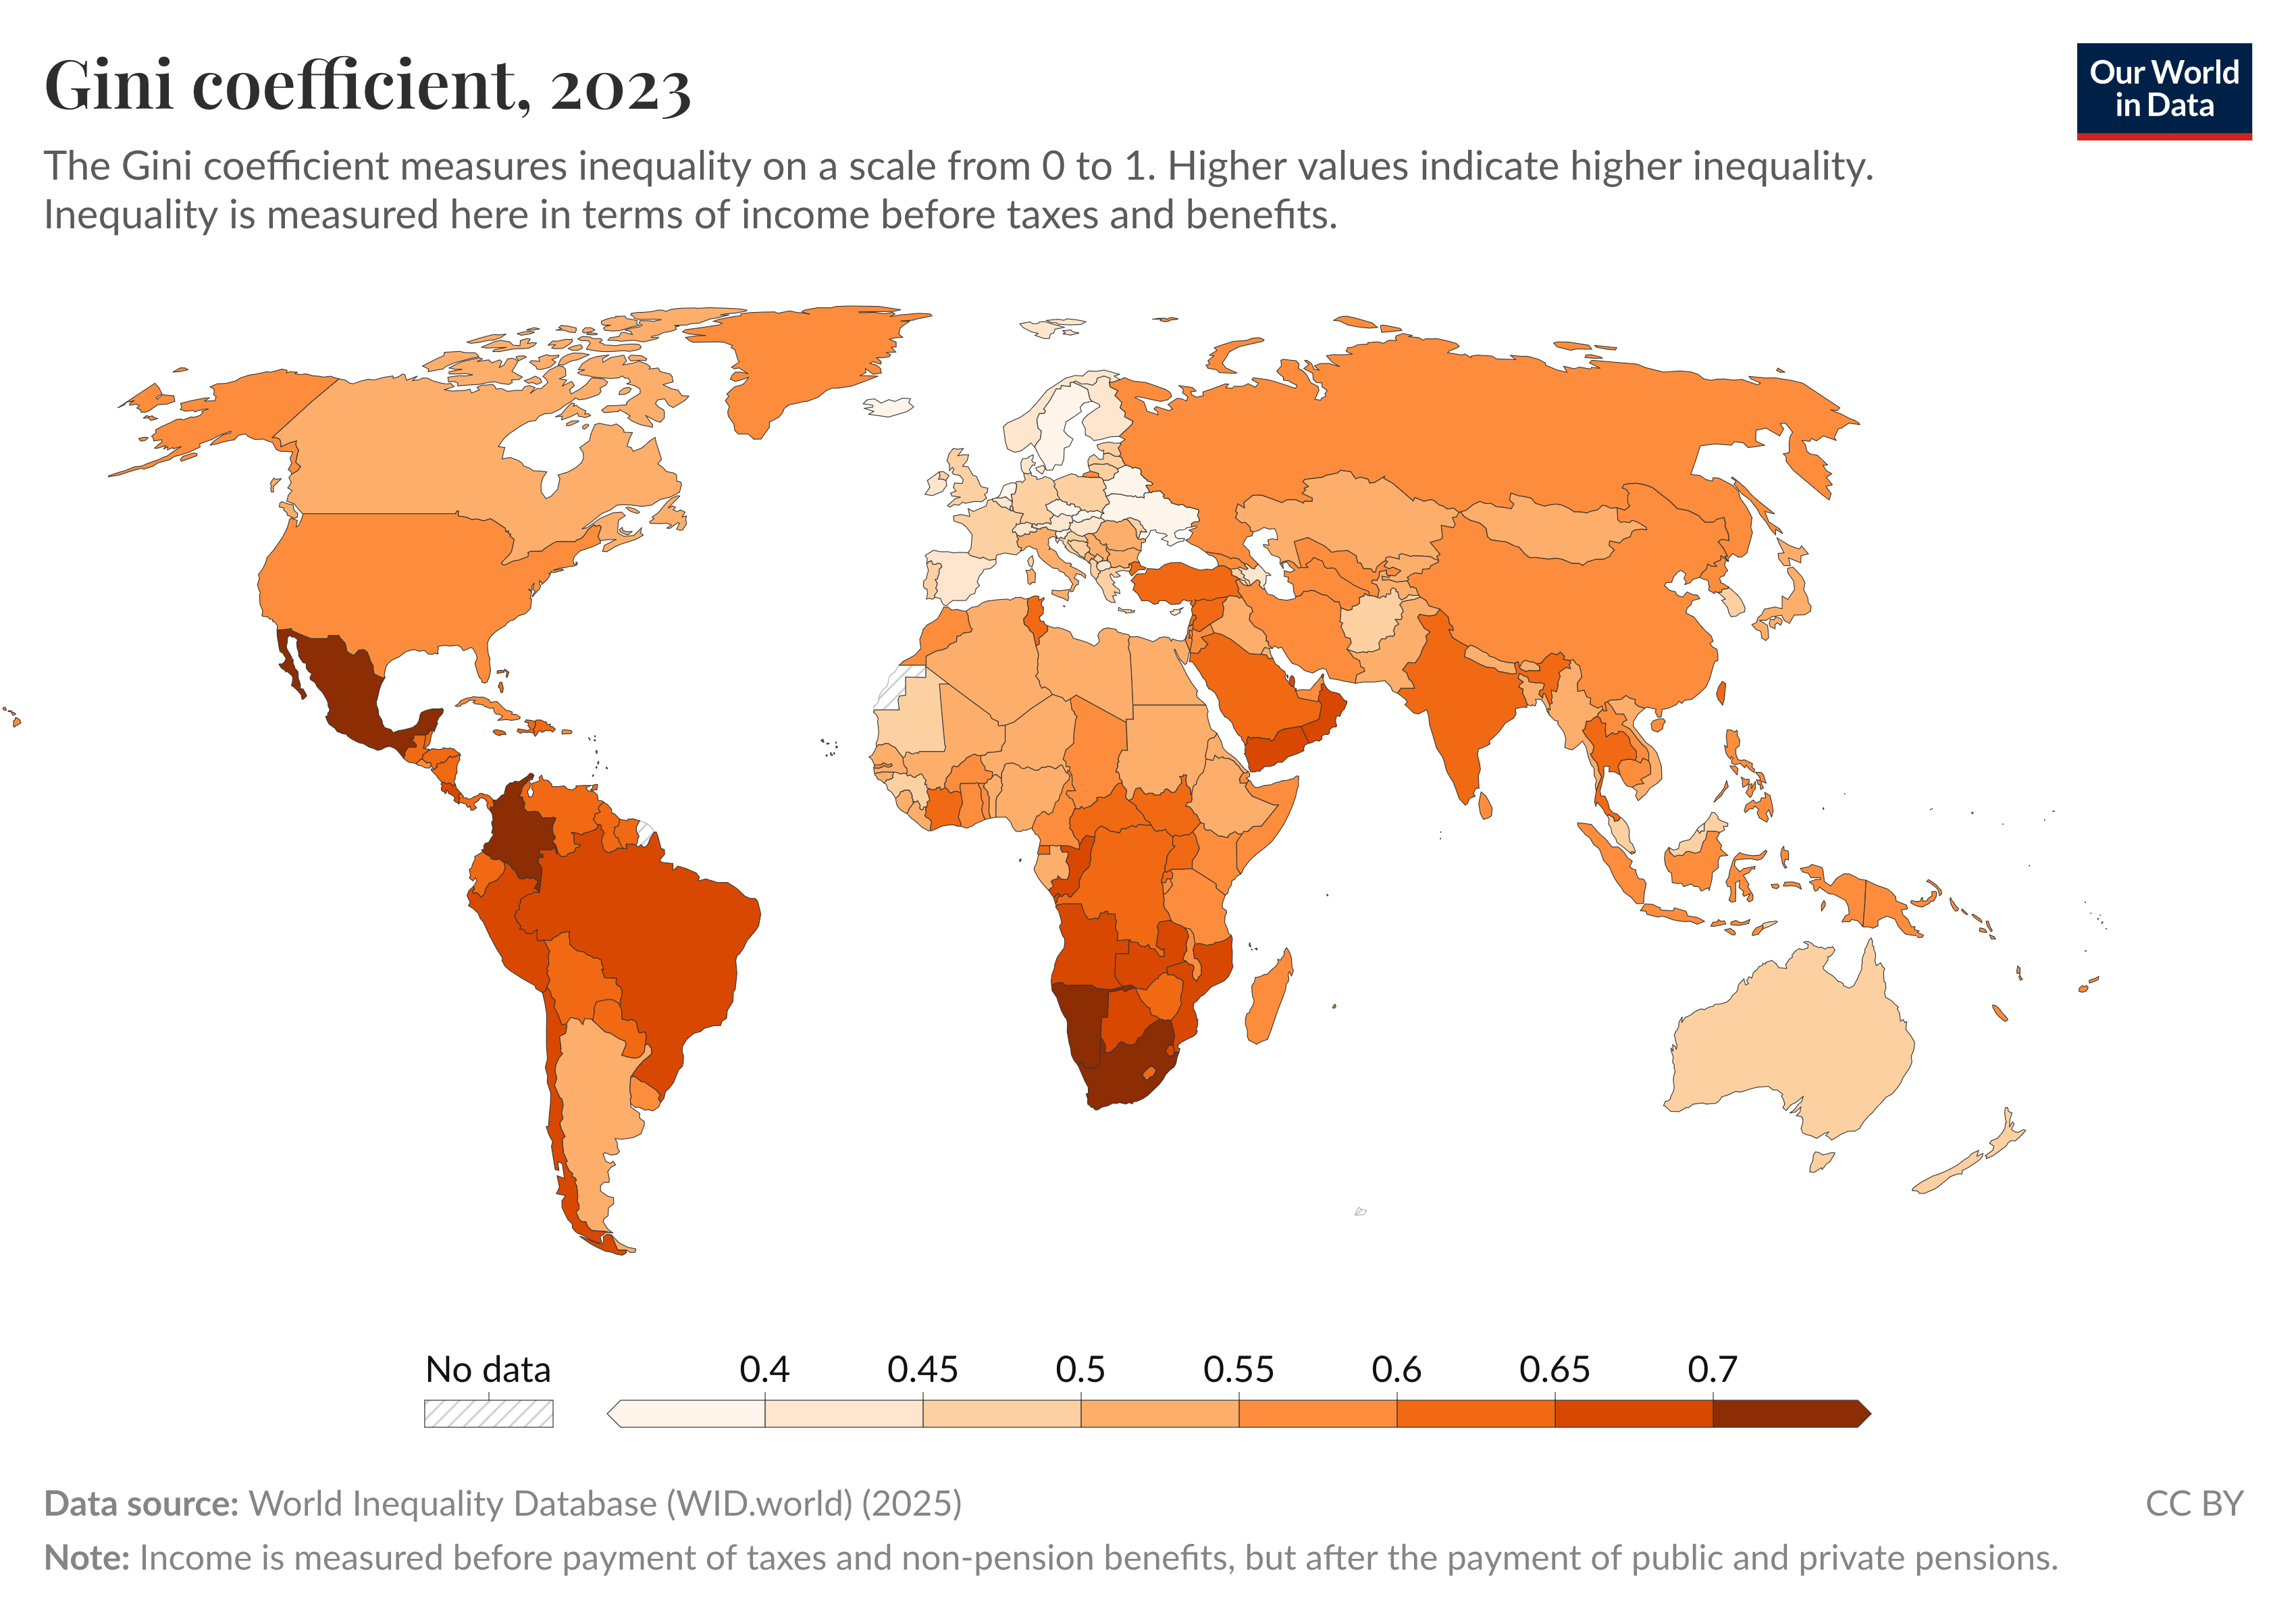 Gini coefficient, 2023
Our World
in Data
The Gini coefficient measures inequality on a scale from 0 to 1. Higher values indicate higher inequality.
Inequality is measured here in terms of income before taxes and benefits.
No data
0.4
0.45
0.5
0.55
0.6
0.65
0.7
Data source: World Inequality Database (WID.world) (2025)
CC BY
Note: Income is measured before payment of taxes and non-pension benefits, but after the payment of public and private pensions.